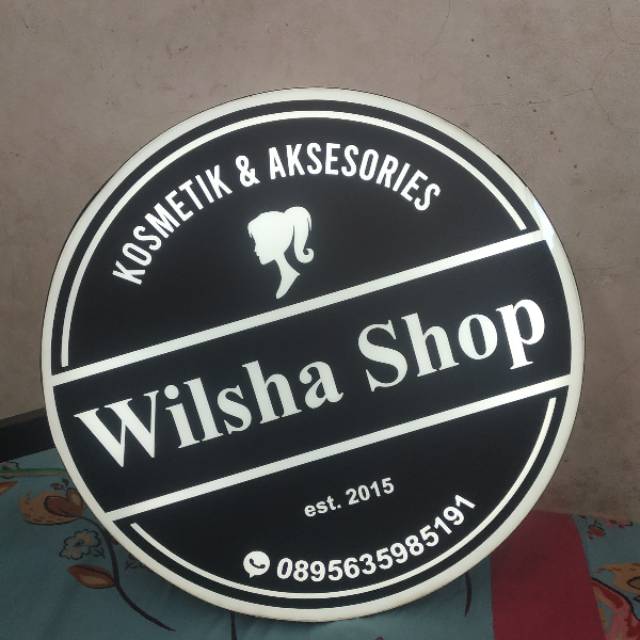 KOSMETIK & AKSESORIES
Wilsha Shop
est. 2015
0895635985191